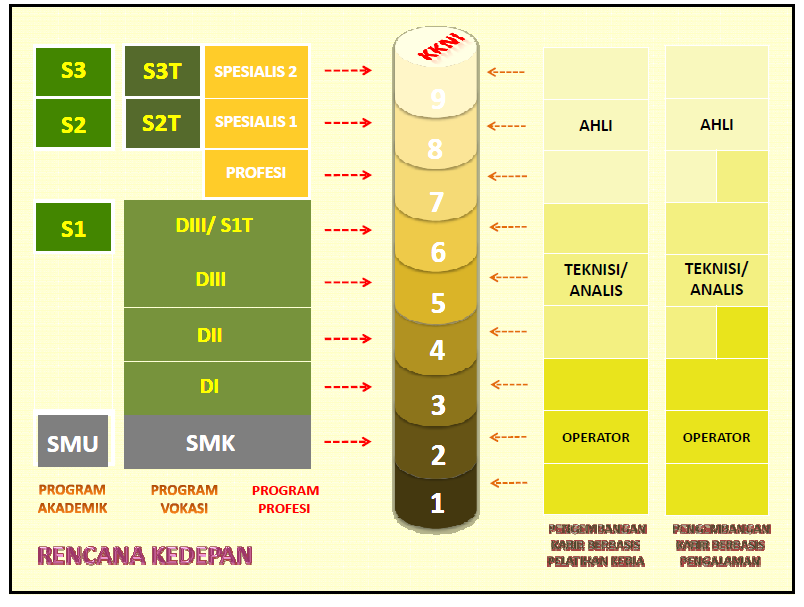 KKNI
S3
S3T
SPESIALIS 2
9
S2
S2T
SPESIALIS 1
8
AHLI
AHLI
PROFESI
7
S1
DIII/ S1T
6
DIII
5
TEKNISI/
ANALIS
TEKNISI/
ANALIS
DII
4
DI
3
SMU
SMK
2
OPERATOR
OPERATOR
1
PROGRAM
AKADEMIK
PROGRAM
VOKASI
PROGRAM
PROFESI
RENCANA KEDEPAN
PENGEMBANGAN
KARIR BERBASIS
PELATIHAN KERJA
PENGEMBANGAN
KARIR BERBASIS
PENGALAMAN